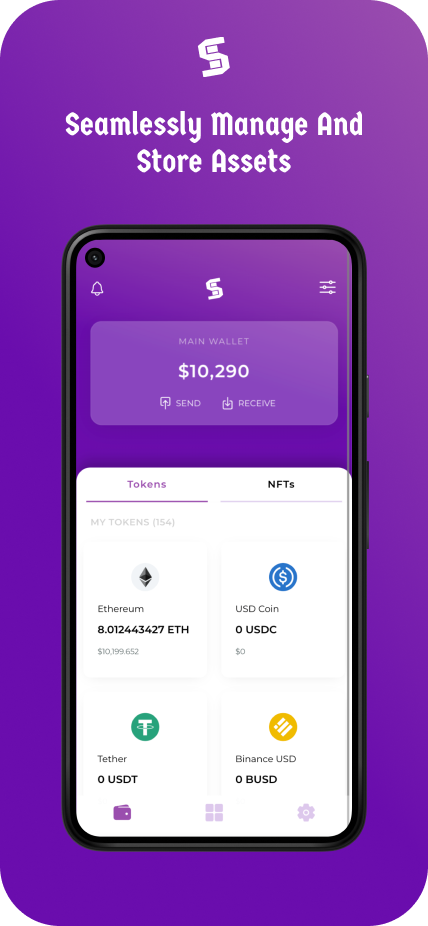 Seamlessly Manage And
Store Assets
MAIN WALLET
$10,290
SEND
RECEIVE
Tokens
NFTs
MY TOKENS (154)
Ethereum
8.012443427 ETH
$10,199.652
USD Coin
0 USDC
$0
Tether
0 USDT
Binance USD
0 BUSD